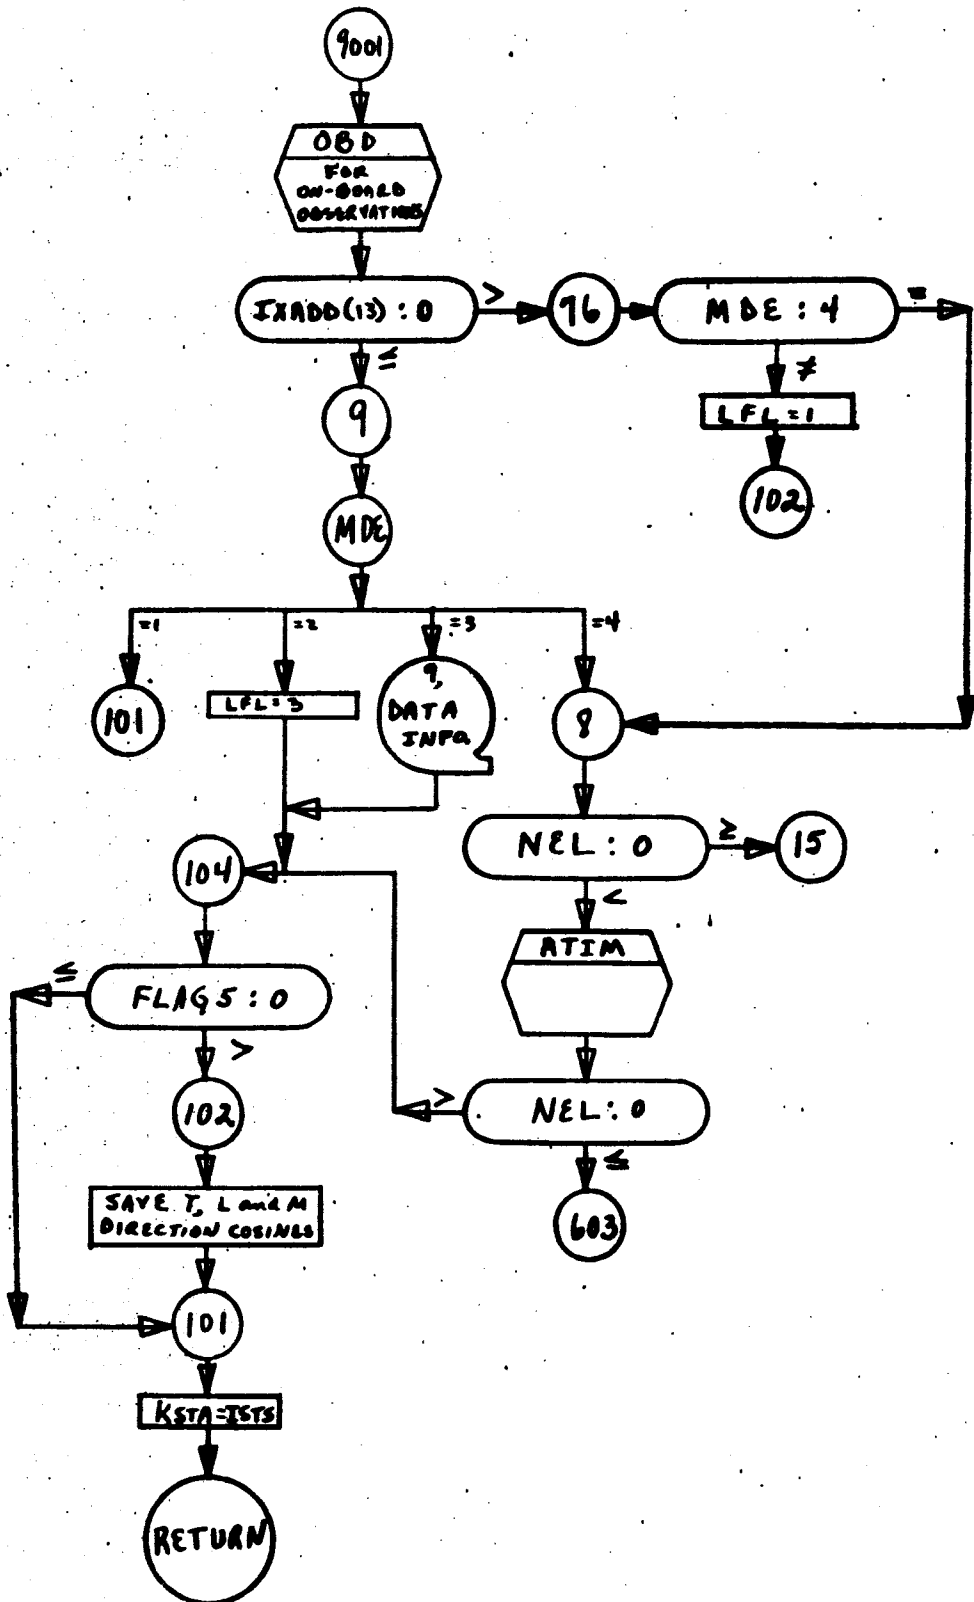 9001
OBD
FOR
ON-BOARD
OBSERVATIONS
IXADD(13) : 0
>
76
MDE : 4
=
≤
≠
9
LFL = 1
102
MDE
=1
=2
=3
=4
101
LFL = 3
9,
DATA
INFO
8
NEL : 0
≥
15
104
<
ATIM
≤
FLAG5 : 0
>
102
>
NEL : 0
≤
SAVE T, L and M
DIRECTION COSINES
603
101
KSTA=ISTS
RETURN